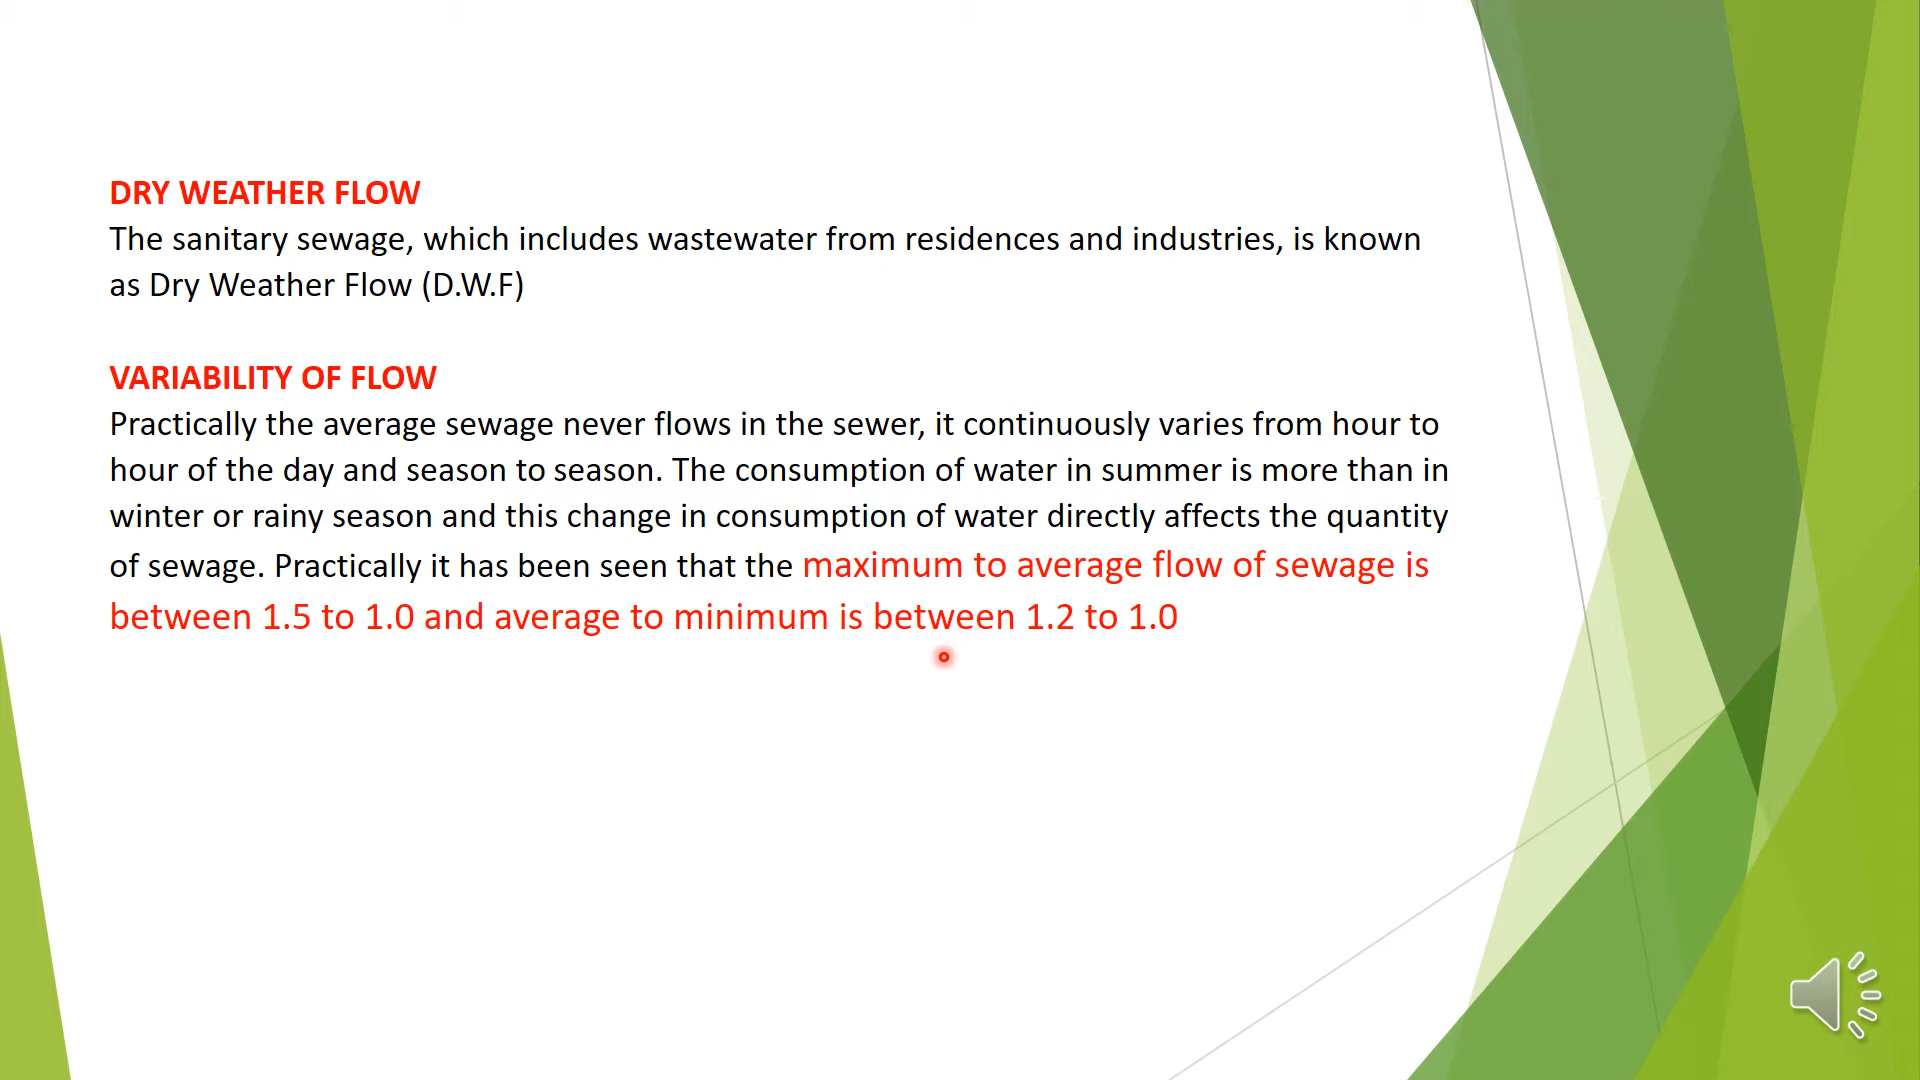 DRY WEATHER FLOW
The sanitary sewage, which includes wastewater from residences and industries, is known
as Dry Weather Flow (D.W.F)
VARIABILITY OF FLOW
Practically the average sewage never flows in the sewer, it continuously varies from hour to
hour of the day and season to season. The consumption of water in summer is more than in
winter or rainy season and this change in consumption of water directly affects the quantity
of sewage. Practically it has been seen that the maximum to average flow of sewage is
between 1.5 to 1.0 and average to minimum is between 1.2 to 1.0